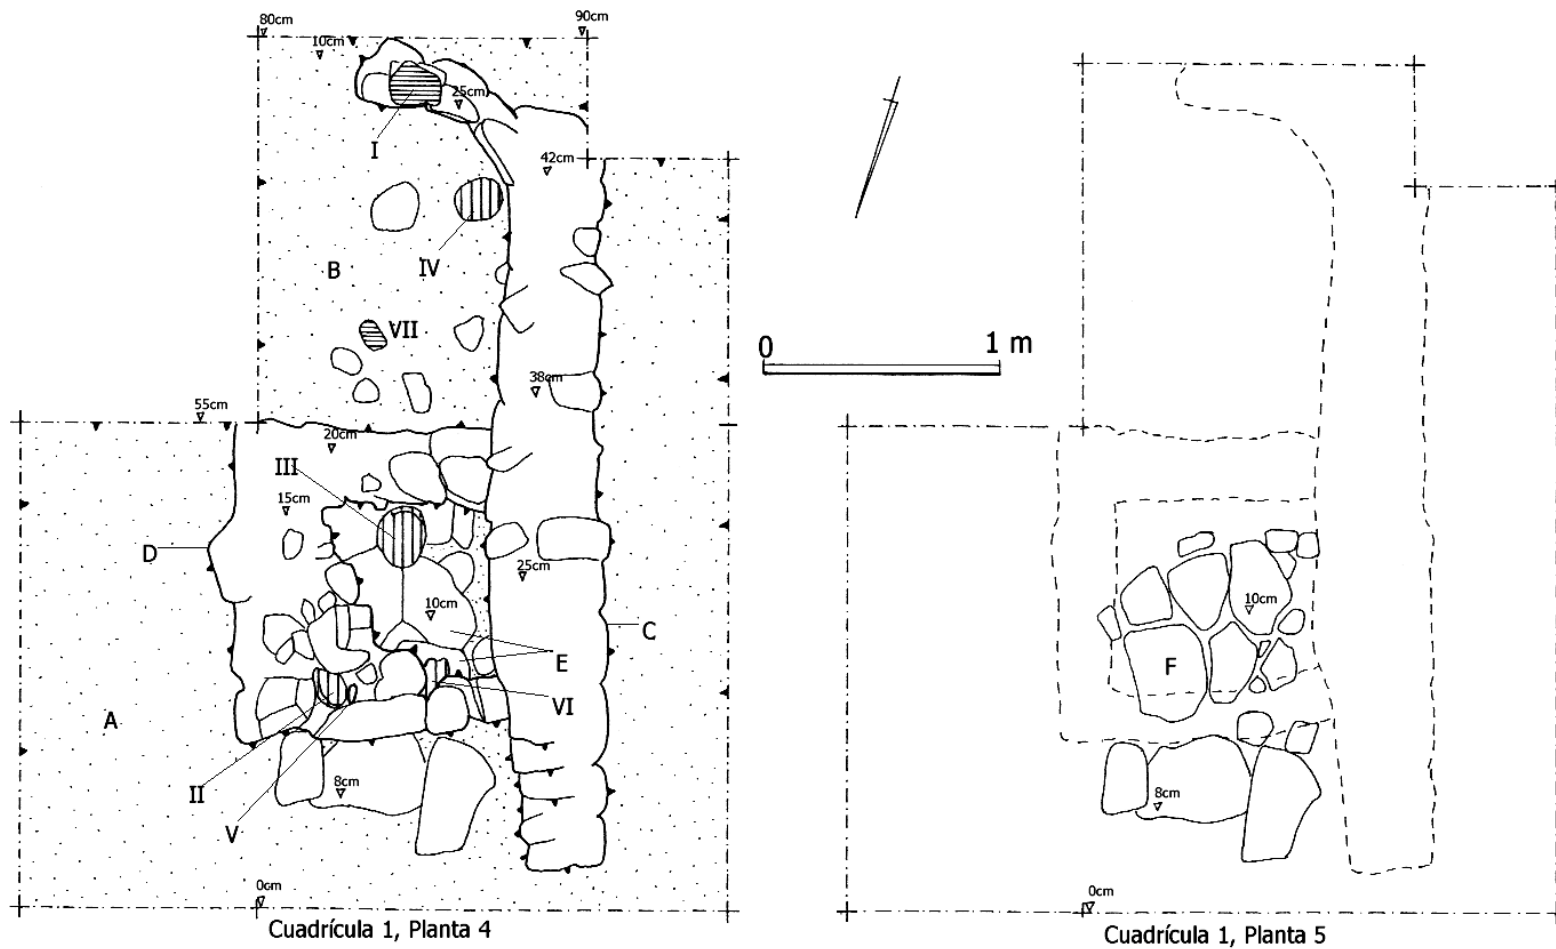 80cm
90cm
10cm
25cm
I
42cm
B
IV
VII
0 1 m
38cm
55cm
20cm
III
15cm
D
25cm
10cm
10cm
C
E
F
VI
A
8cm
8cm
II
V
0cm
0cm
Cuadrícula 1, Planta 4
Cuadrícula 1, Planta 5